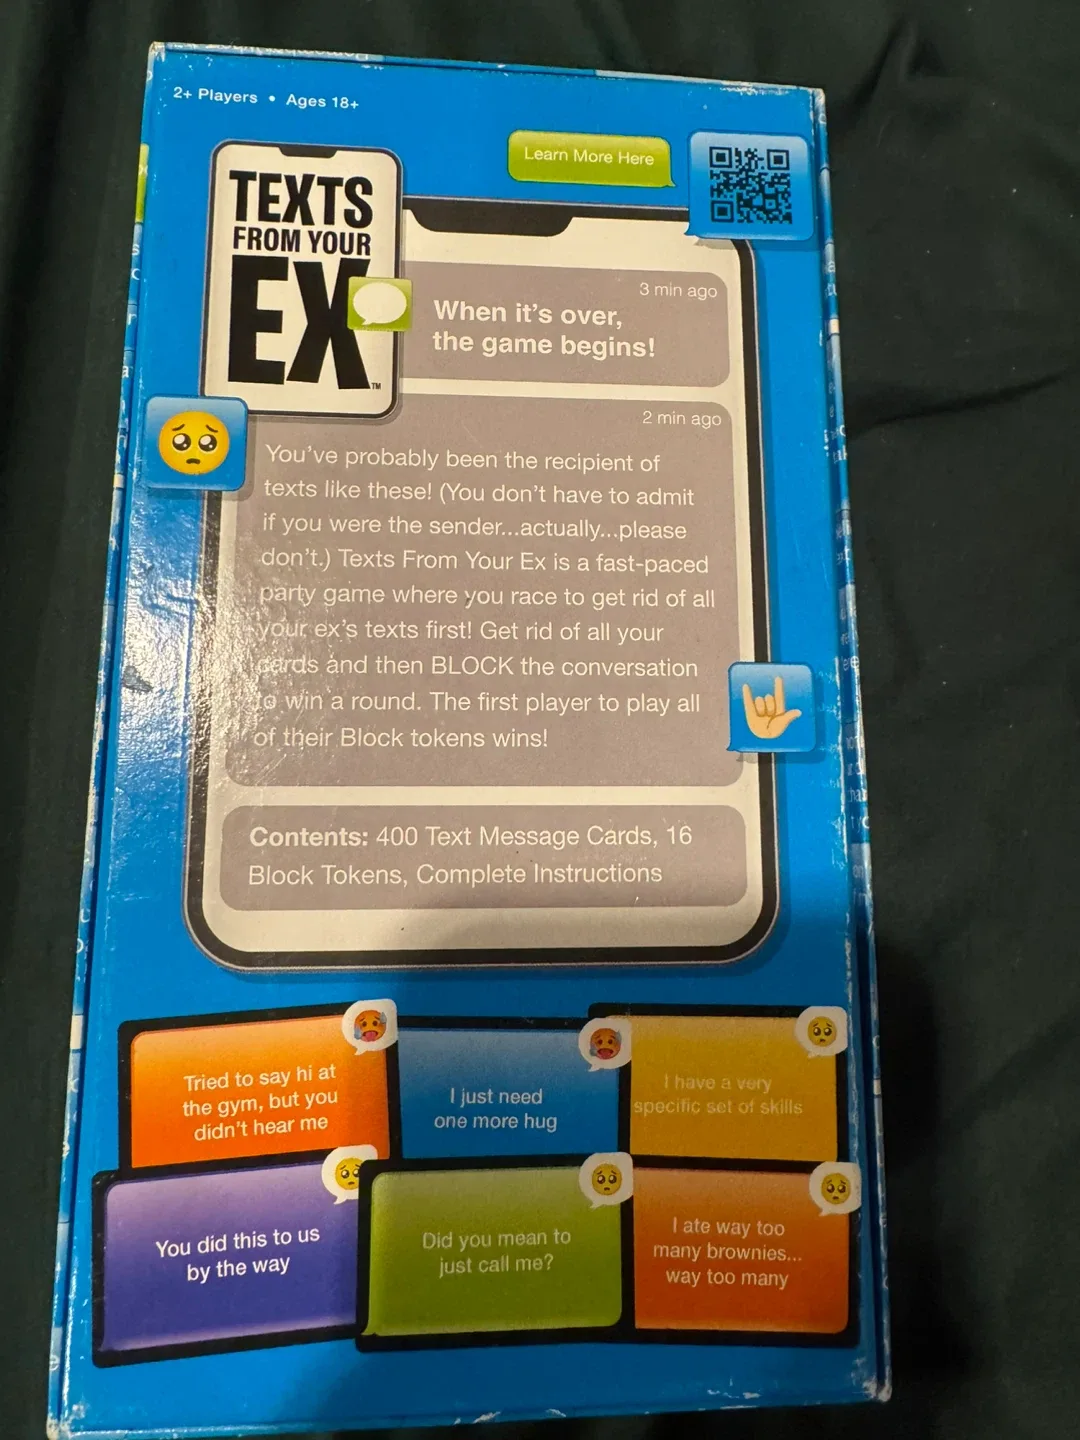 2+ Players • Ages 18+
Learn More Here
TEXTS
FROM YOUR
EX™
3 min ago
When it's over,
the game begins!
2 min ago
You've probably been the recipient of
texts like these! (You don't have to admit
if you were the sender...actually...please
don't.) Texts From Your Ex is a fast-paced
party game where you race to get rid of all
your ex's texts first! Get rid of all your
cards and then BLOCK the conversation
to win a round. The first player to play all
of their Block tokens wins!
Contents: 400 Text Message Cards, 16
Block Tokens, Complete Instructions
Tried to say hi at
the gym, but you
didn't hear me
I just need
one more hug
I have a very
specific set of skills
You did this to us
by the way
Did you mean to
just call me?
I ate way too
many brownies...
way too many